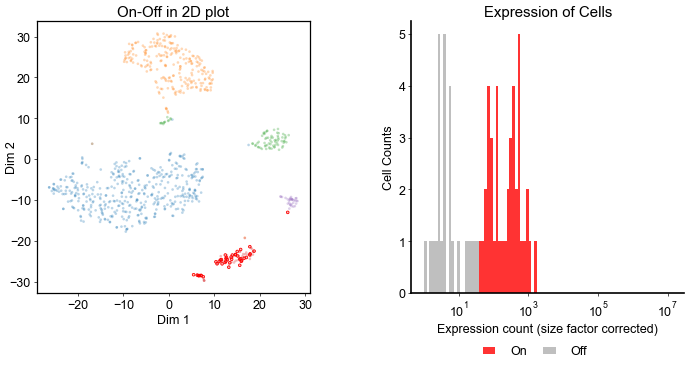 On-Off in 2D plot
30
20
10
0
−10
−20
−30
−20 −10 0 10 20 30
Dim 1
Dim 2
Expression of Cells
5
4
3
2
1
0
10^1 10^3 10^5 10^7
Cell Counts
Expression count (size factor corrected)
On Off